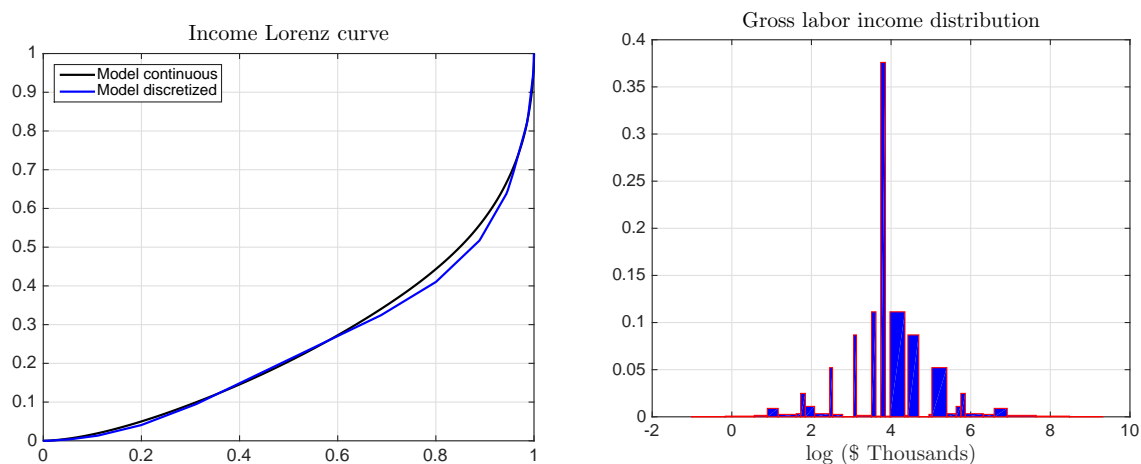 Income Lorenz curve
1
0.9
0.8
0.7
0.6
0.5
0.4
0.3
0.2
0.1
0
Model continuous
Model discretized
0 0.2 0.4 0.6 0.8 1
Gross labor income distribution
0.4
0.35
0.3
0.25
0.2
0.15
0.1
0.05
0
-2 0 2 4 6 8 10
log ($ Thousands)